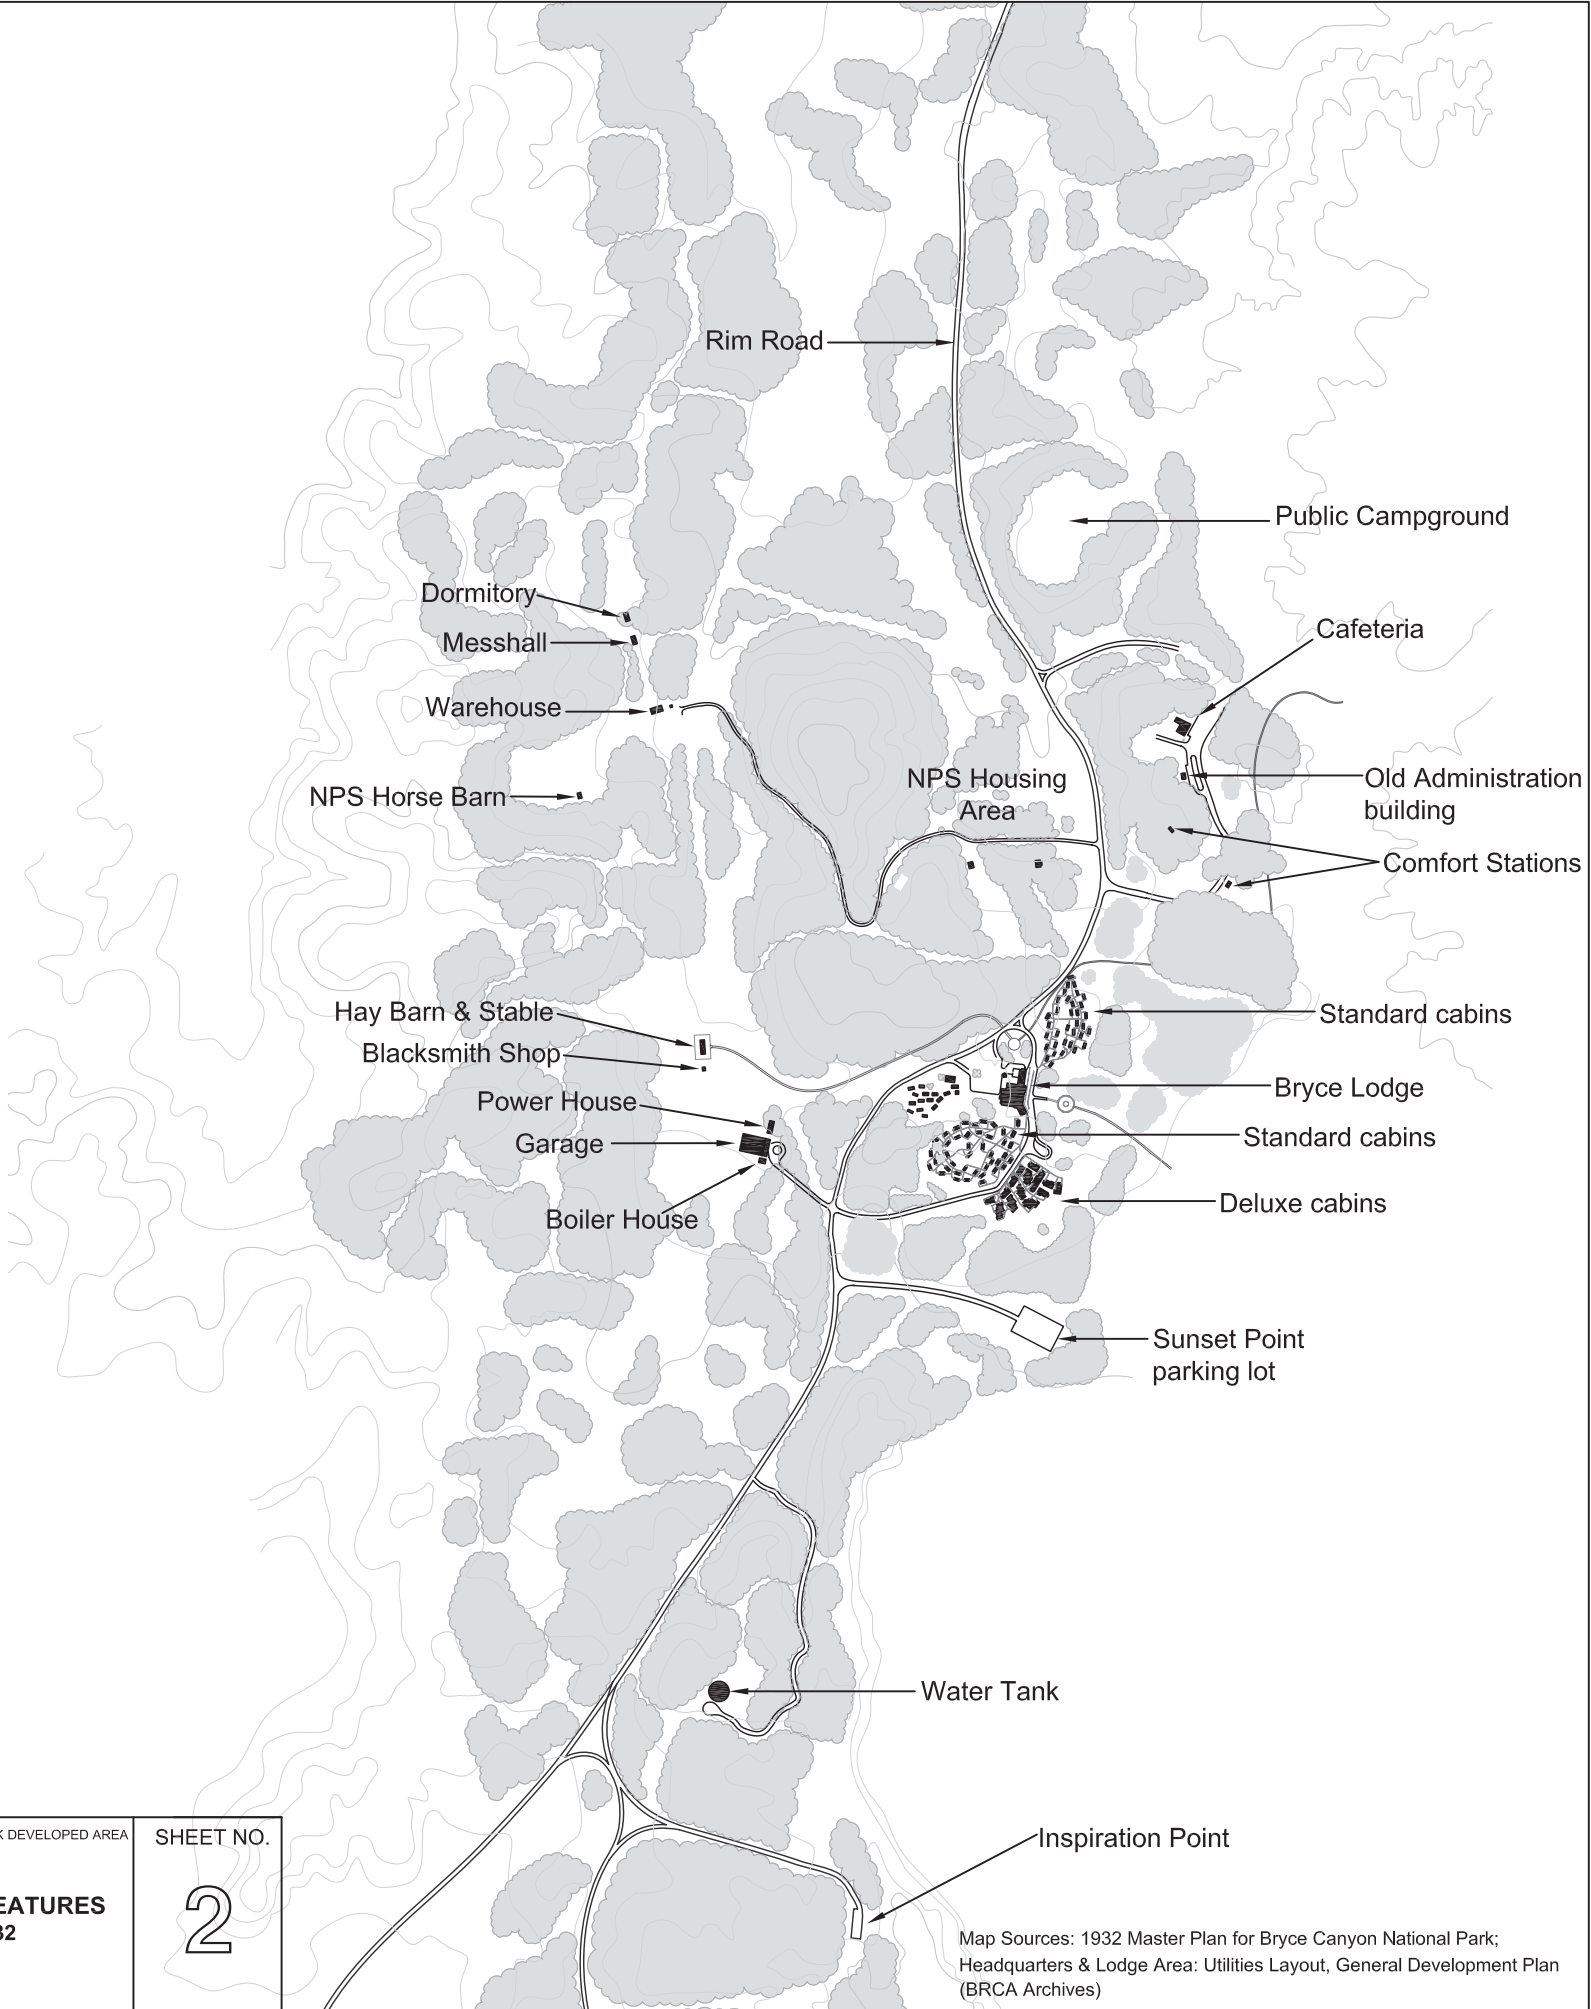 Rim Road
Public Campground
Dormitory
Cafeteria
Messhall
Warehouse
NPS Housing
Area
Old Administration
building
NPS Horse Barn
Comfort Stations
Hay Barn & Stable
Standard cabins
Blacksmith Shop
Bryce Lodge
Power House
Standard cabins
Garage
Deluxe cabins
Boiler House
Sunset Point
parking lot
Water Tank
Inspiration Point
K DEVELOPED AREA
SHEET NO.
EATURES
32
2
Map Sources: 1932 Master Plan for Bryce Canyon National Park;
Headquarters & Lodge Area: Utilities Layout, General Development Plan
(BRCA Archives)